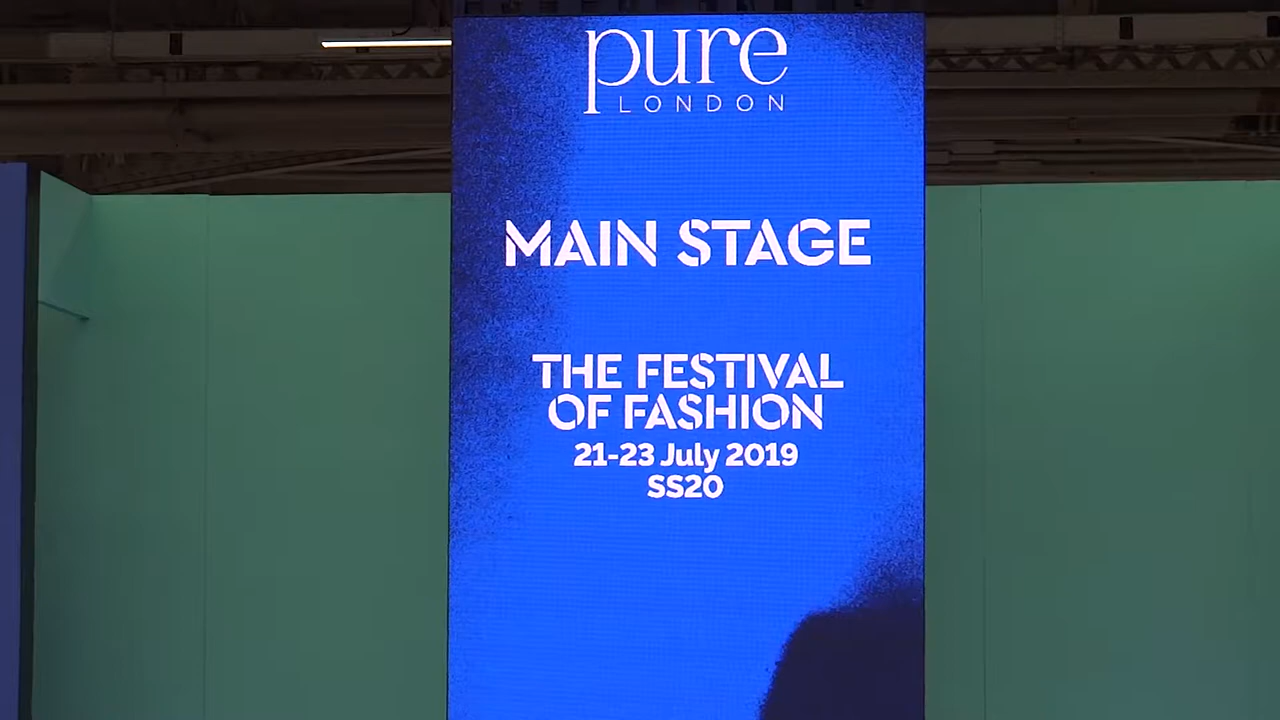 pure
LONDON
MAIN STAGE
THE FESTIVAL
OF FASHION
21-23 July 2019
SS20